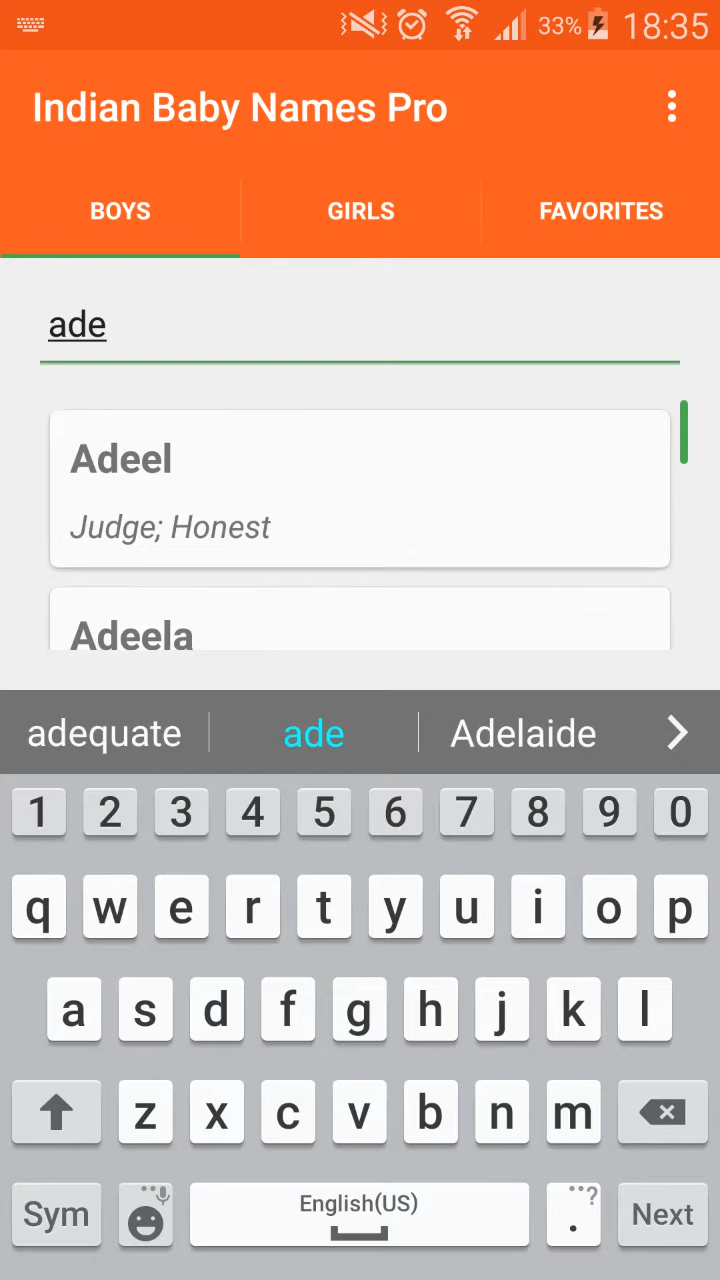 33% 18:35
Indian Baby Names Pro
BOYS GIRLS FAVORITES
ade
Adeel
Judge; Honest
Adeela
adequate ade Adelaide
1 2 3 4 5 6 7 8 9 0
q w e r t y u i o p
a s d f g h j k l
z x c v b n m
English(US)
Sym . ? Next